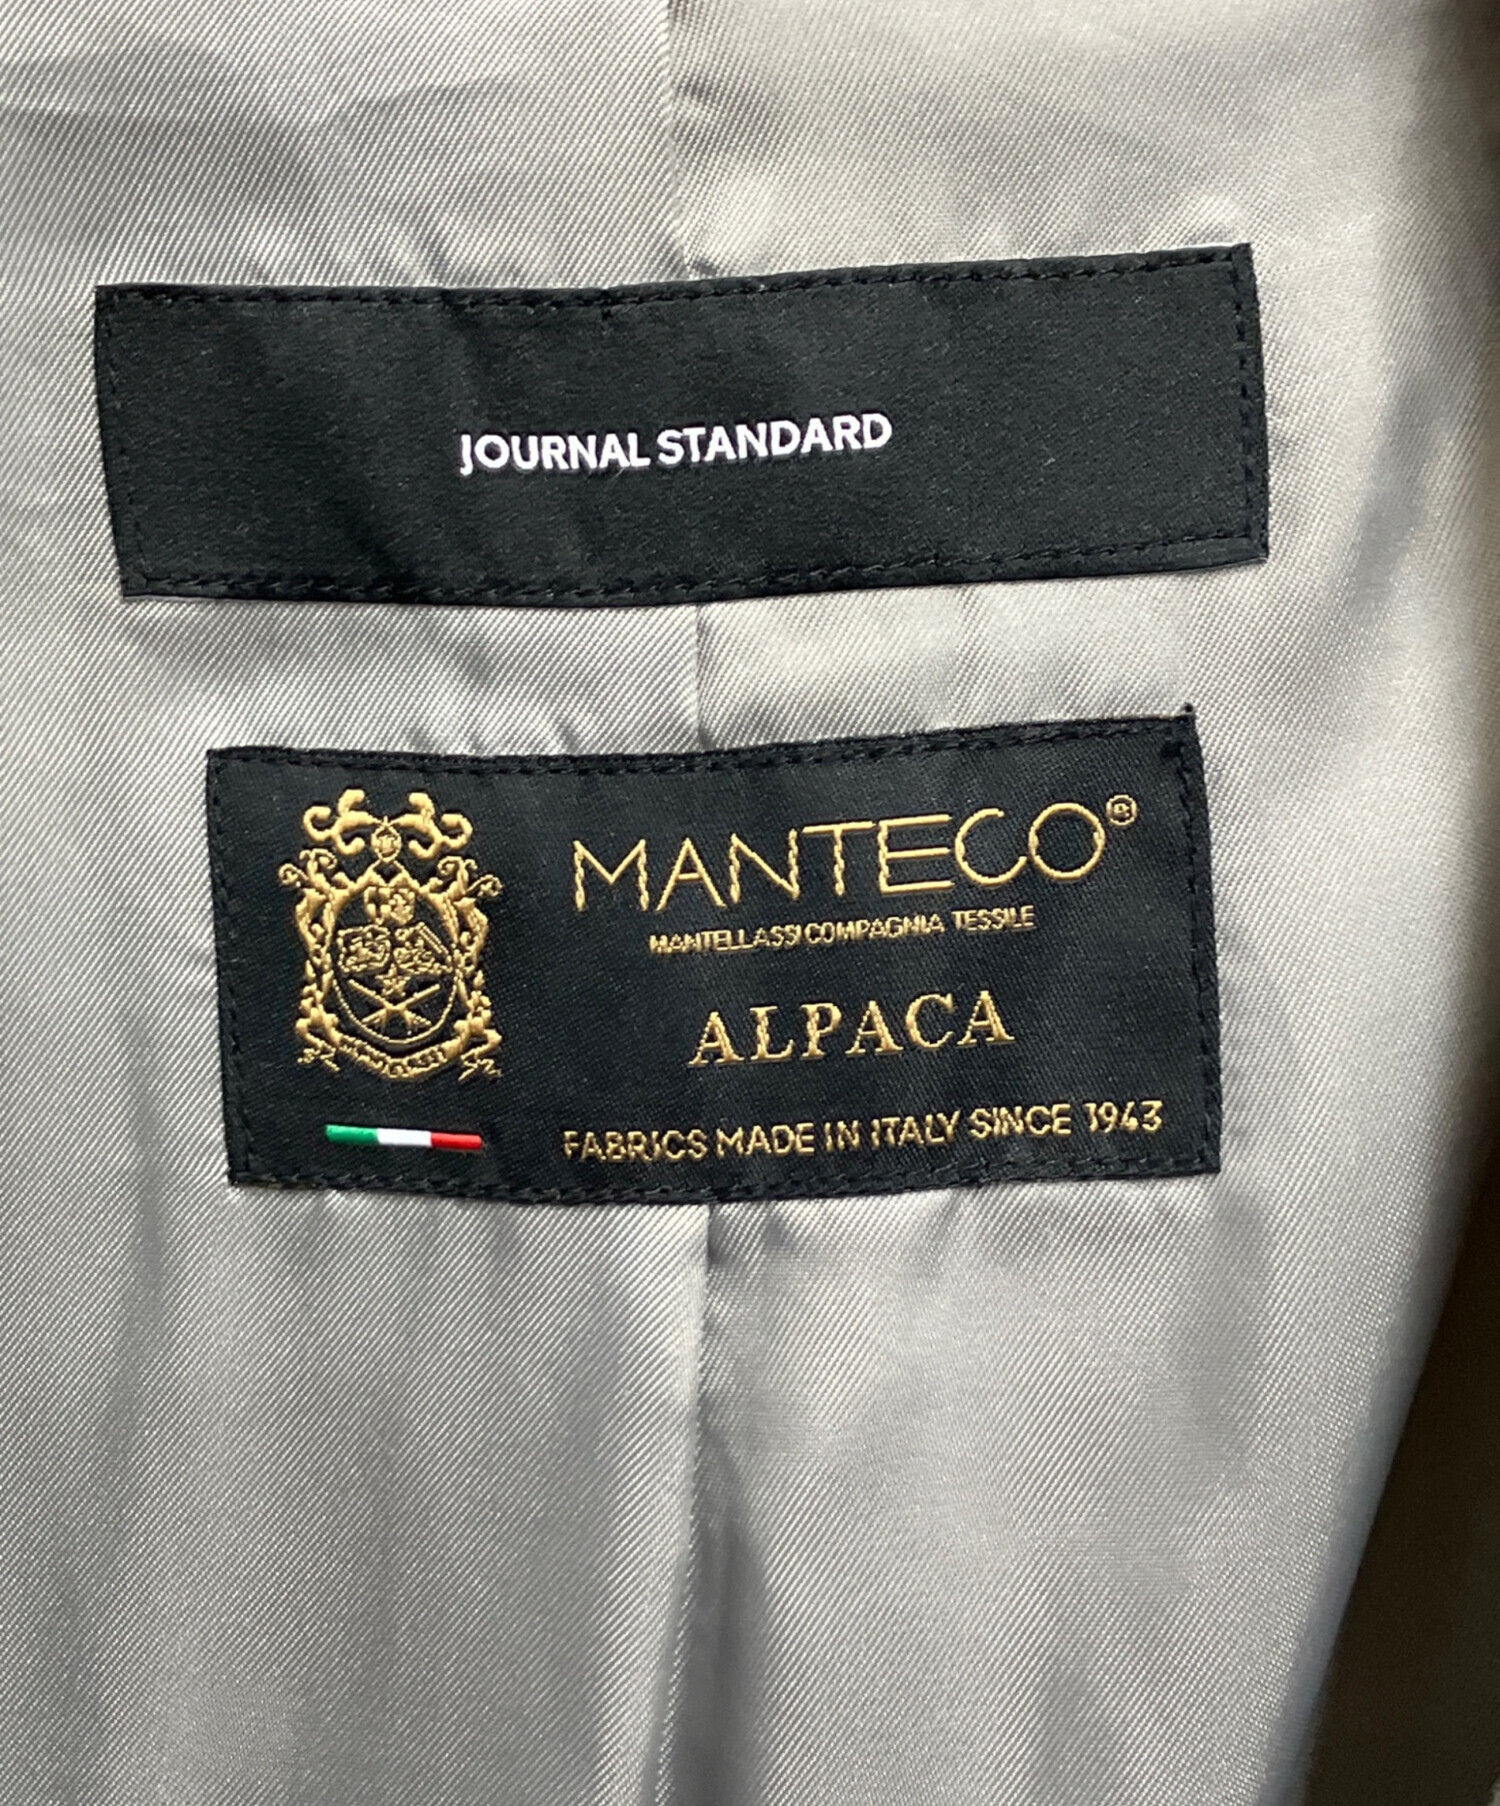 JOURNAL STANDARD
MANTECO®
MANTELLASSI COMPAGNIA TESSILE
ALPACA
FABRICS MADE IN ITALY SINCE 1943